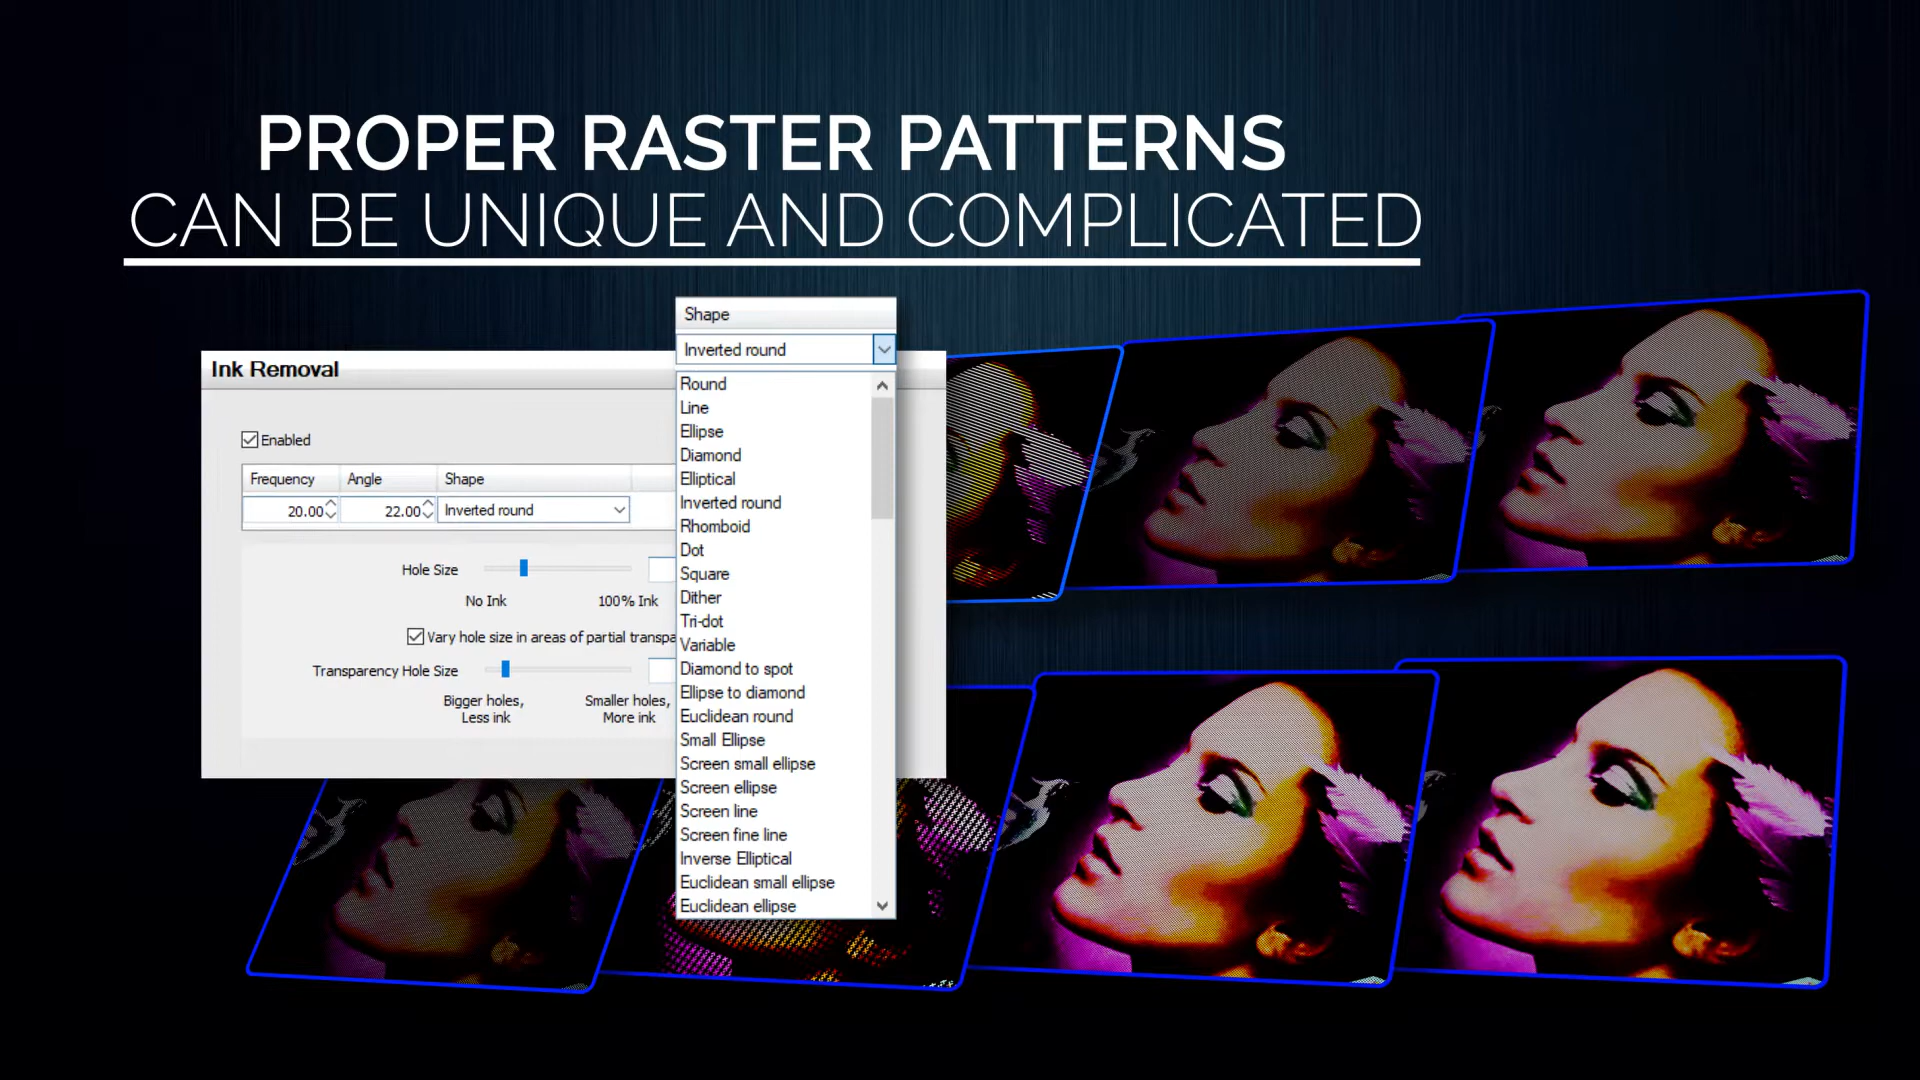 PROPER RASTER PATTERNS
CAN BE UNIQUE AND COMPLICATED
Shape
Inverted round
Round
Line
Ellipse
Diamond
Elliptical
Inverted round
Rhomboid
Dot
Square
Dither
Tri-dot
Variable
Diamond to spot
Ellipse to diamond
Euclidean round
Small Ellipse
Screen small ellipse
Screen ellipse
Screen line
Screen fine line
Inverse Elliptical
Euclidean small ellipse
Euclidean ellipse
Ink Removal
Enabled
Frequency Angle Shape
20.00 22.00 Inverted round
Hole Size
No Ink 100% Ink
Vary hole size in areas of partial transpa
Transparency Hole Size
Bigger holes, Smaller holes,
Less ink More ink